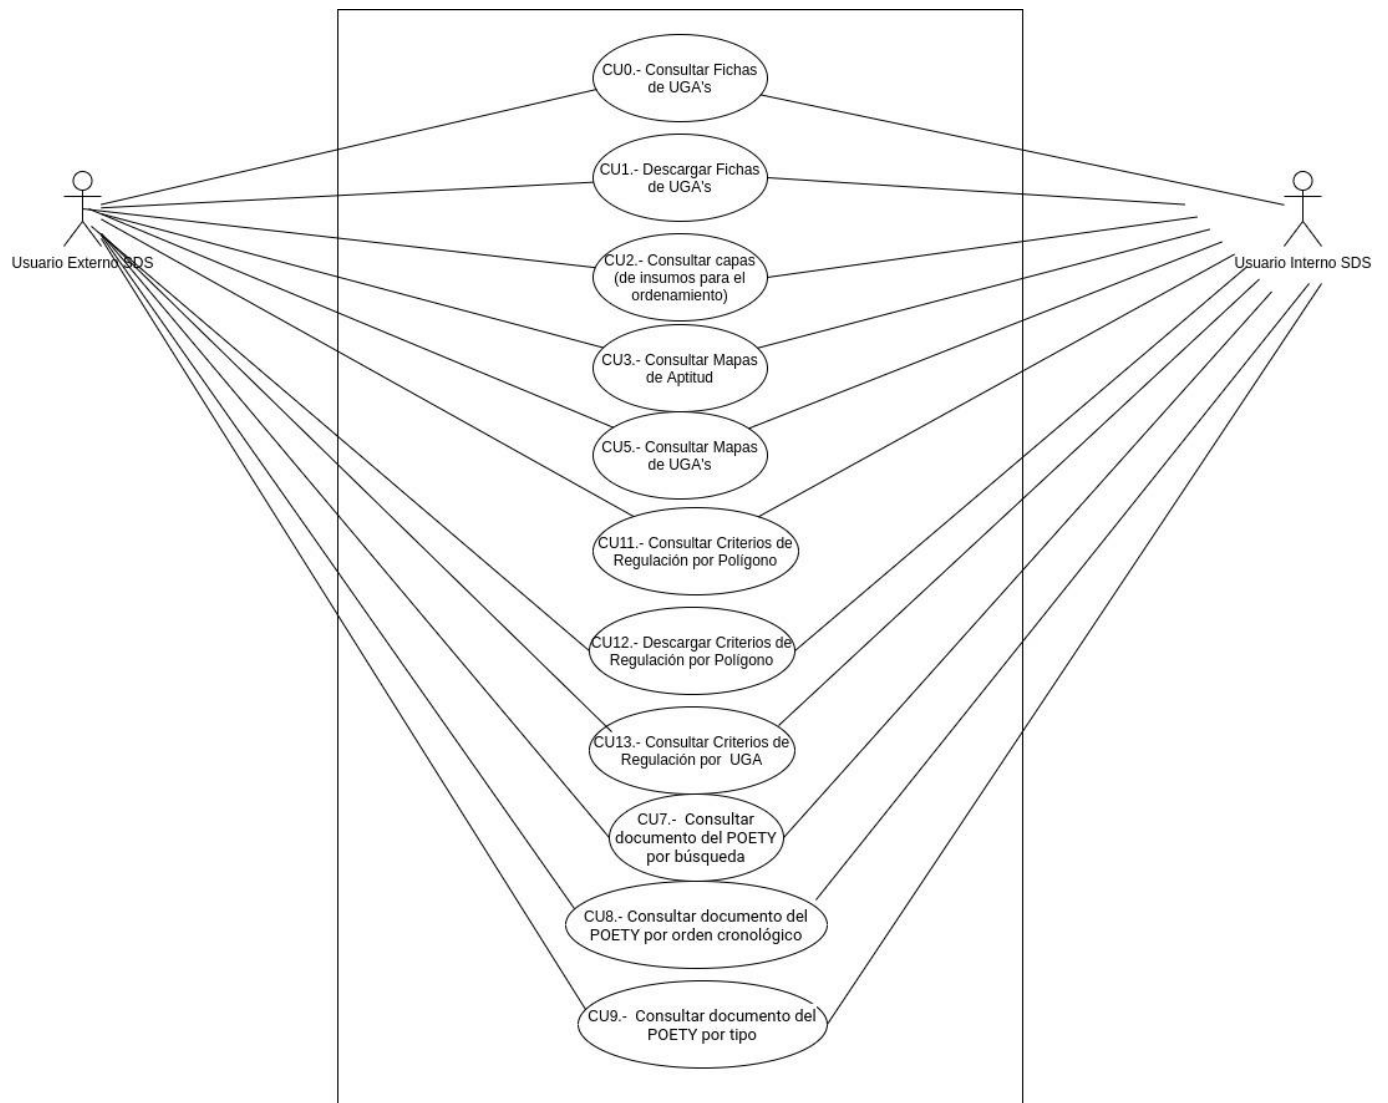 CU0.- Consultar Fichas
de UGA's
CU1.- Descargar Fichas
de UGA's
Usuario Externo SDS
Usuario Interno SDS
CU2.- Consultar capas
(de insumos para el
ordenamiento)
CU3.- Consultar Mapas
de Aptitud
CU5.- Consultar Mapas
de UGA's
CU11.- Consultar Criterios de
Regulación por Polígono
CU12.- Descargar Criterios de
Regulación por Polígono
CU13.- Consultar Criterios de
Regulación por UGA
CU7.- Consultar
documento del POETY
por búsqueda
CU8.- Consultar documento del
POETY por orden cronológico
CU9.- Consultar documento del
POETY por tipo